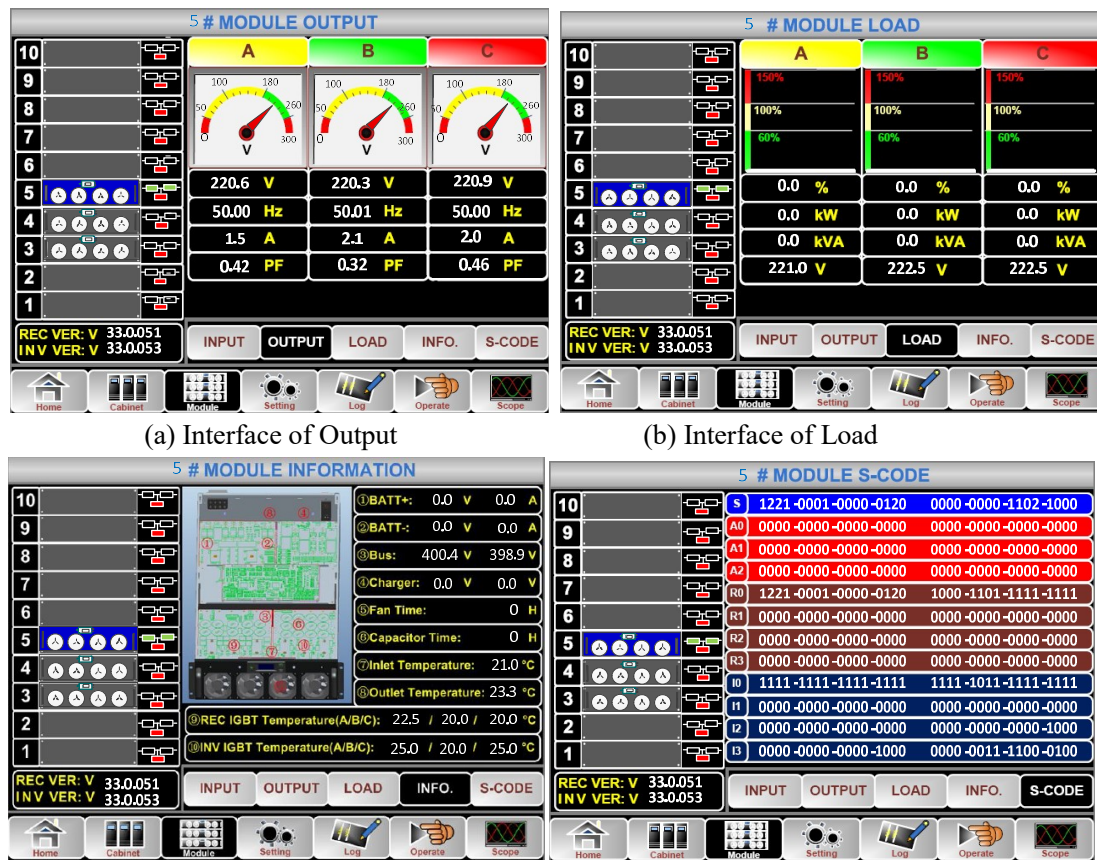 5 # MODULE OUTPUT
10 A B C
9
8
7
6
5
4
3
2
1
50 100 180 260 0 300 V
50 100 180 260 0 300 V
50 100 180 260 0 300 V
220.6 V 220.3 V 220.9 V
50.00 Hz 50.01 Hz 50.00 Hz
1.5 A 2.1 A 2.0 A
0.42 PF 0.32 PF 0.46 PF
REC VER: V 33.0.051
INV VER: V 33.0.053
INPUT OUTPUT LOAD INFO. S-CODE
Home Cabinet Module Setting Log Operate Scope
(a) Interface of Output
5 # MODULE LOAD
10 A B C
9
8
7
6
5
4
3
2
1
150% 150% 150%
100% 100% 100%
60% 60% 60%
0.0 % 0.0 % 0.0 %
0.0 kW 0.0 kW 0.0 kW
0.0 kVA 0.0 kVA 0.0 kVA
221.0 V 222.5 V 222.5 V
REC VER: V 33.0.051
INV VER: V 33.0.053
INPUT OUTPUT LOAD INFO. S-CODE
Home Cabinet Module Setting Log Operate Scope
(b) Interface of Load
5 # MODULE INFORMATION
10
9
8
7
6
5
4
3
2
1
⑧ ④
① ②
③ ⑥
⑨ ⑦ ⑩
①BATT+: 0.0 V 0.0 A
②BATT-: 0.0 V 0.0 A
③Bus: 400.4 V 398.9 V
④Charger: 0.0 V 0.0 V
⑤Fan Time: 0 H
⑥Capacitor Time: 0 H
⑦Inlet Temperature: 21.0 °C
⑧Outlet Temperature: 23.3 °C
⑨REC IGBT Temperature(A/B/C): 22.5 / 20.0 / 20.0 °C
⑩INV IGBT Temperature(A/B/C): 25.0 / 20.0 / 25.0 °C
REC VER: V 33.0.051
INV VER: V 33.0.053
INPUT OUTPUT LOAD INFO. S-CODE
Home Cabinet Module Setting Log Operate Scope
5 # MODULE S-CODE
10
9
8
7
6
5
4
3
2
1
S 1221 -0001 -0000 -0120 0000 -0000 -1102 -1000
A0 0000 -0000 -0000 -0000 0000 -0000 -0000 -0000
A1 0000 -0000 -0000 -0000 0000 -0000 -0000 -0000
A2 0000 -0000 -0000 -0000 0000 -0000 -0000 -0000
R0 1221 -0001 -0000 -0120 1000 -1101 -1111 -1111
R1 0000 -0000 -0000 -0000 0000 -0000 -0000 -0000
R2 0000 -0000 -0000 -0000 0000 -0000 -0000 -0000
R3 0000 -0000 -0000 -0000 0000 -0000 -0000 -0000
I0 1111 -1111 -1111 -1111 1111 -1011 -1111 -1111
I1 0000 -0000 -0000 -0000 0000 -0000 -0000 -0000
I2 0000 -0000 -0000 -0000 0000 -0000 -0000 -1000
I3 0000 -0000 -0000 -1000 0000 -0011 -1100 -0100
REC VER: V 33.0.051
INV VER: V 33.0.053
INPUT OUTPUT LOAD INFO. S-CODE
Home Cabinet Module Setting Log Operate Scope